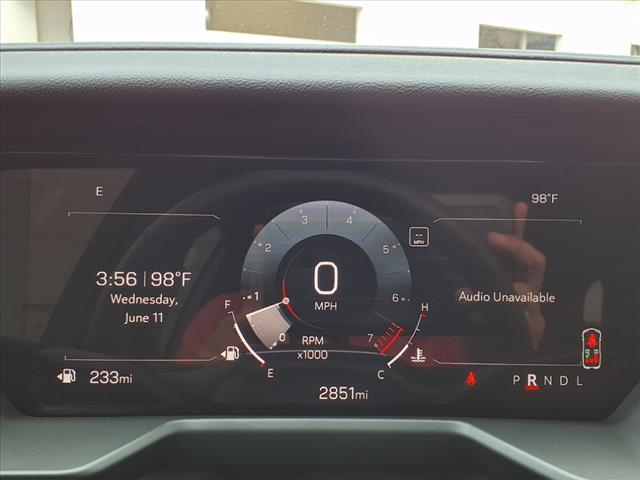 E
98°F
3
4
2
5
-- MPH
3:56 | 98°F
Wednesday,
June 11
1
6
0
MPH
Audio Unavailable
F
H
0
7
RPM
x1000
E
C
233mi
2851mi
P R N D L